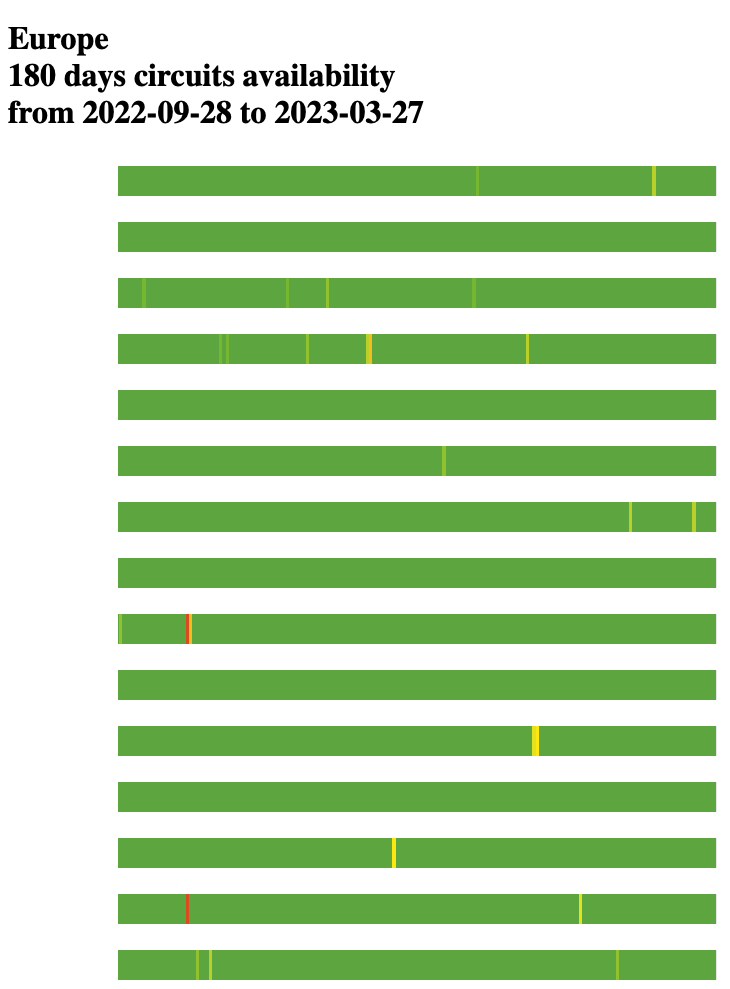 Europe
180 days circuits availability
from 2022-09-28 to 2023-03-27